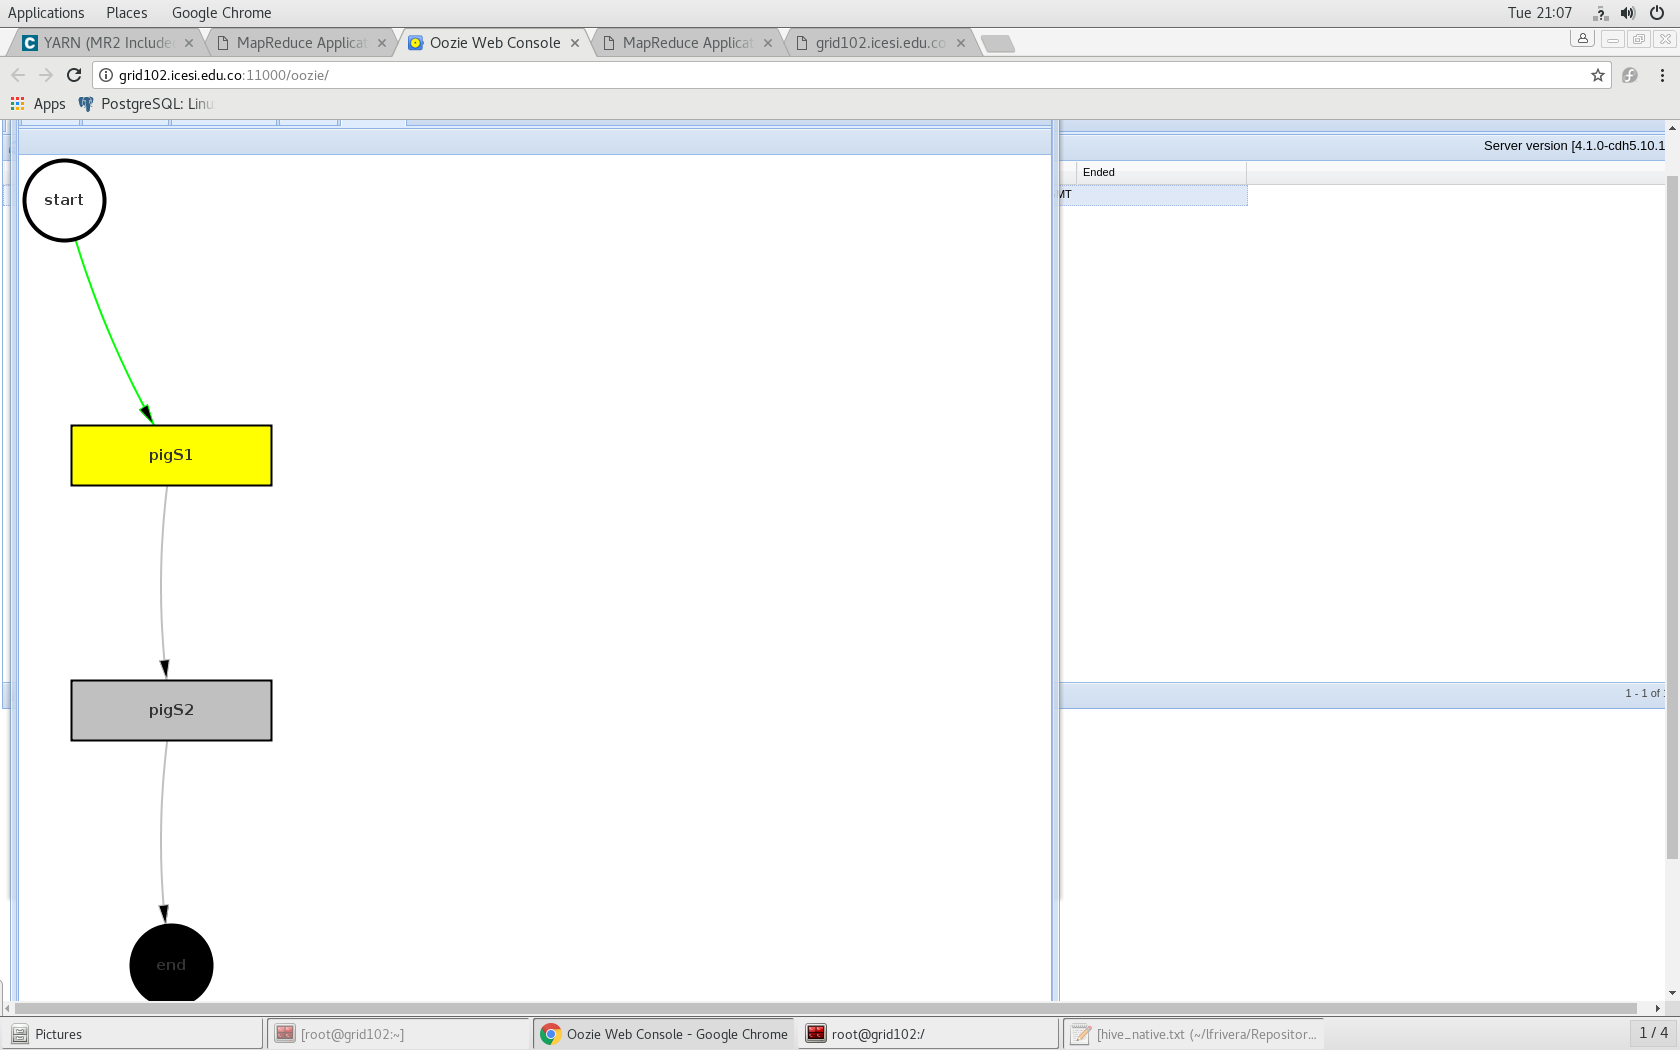 Applications Places Google Chrome Tue 21:07
YARN (MR2 Include MapReduce Applicat Oozie Web Console MapReduce Applicat grid102.icesi.edu.co
grid102.icesi.edu.co:11000/oozie/
Apps PostgreSQL: Linu
Server version [4.1.0-cdh5.10.1
Ended
MT
start
pigS1
pigS2
1 - 1 of
end
Pictures [root@grid102:~] Oozie Web Console - Google Chrome root@grid102:/ [hive_native.txt (~/lfrivera/Repositor... 1 / 4